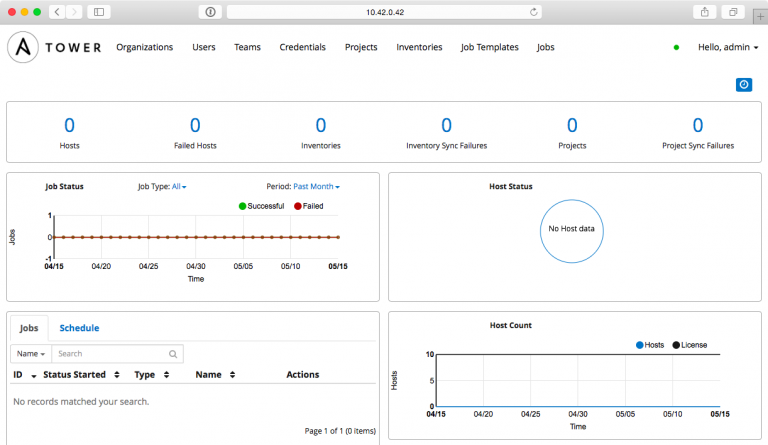 10.42.0.42
A TOWER Organizations Users Teams Credentials Projects Inventories Job Templates Jobs Hello, admin
0 0 0 0 0 0
Hosts Failed Hosts Inventories Inventory Sync Failures Projects Project Sync Failures
Job Status Job Type: All Period: Past Month
Successful Failed
1
0
-1
Jobs
04/15 04/20 04/25 04/30 05/05 05/10 05/15
Time
Host Status
No Host data
Jobs Schedule
Name Search
ID Status Started Type Name Actions
No records matched your search.
Page 1 of 1 (0 items)
Host Count
Hosts License
10
5
0
Hosts
04/15 04/20 04/25 04/30 05/05 05/10 05/15
Time